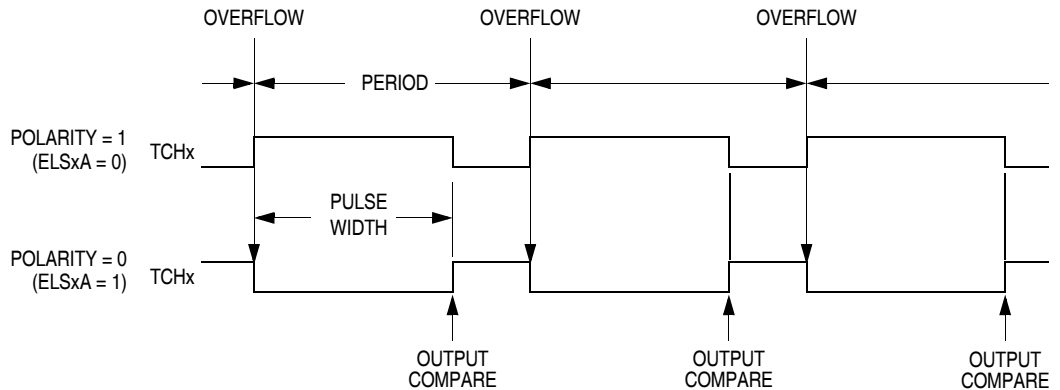 OVERFLOW OVERFLOW OVERFLOW
PERIOD
POLARITY = 1
(ELSxA = 0)
TCHx
PULSE
WIDTH
POLARITY = 0
(ELSxA = 1)
TCHx
OUTPUT
COMPARE
OUTPUT
COMPARE
OUTPUT
COMPARE